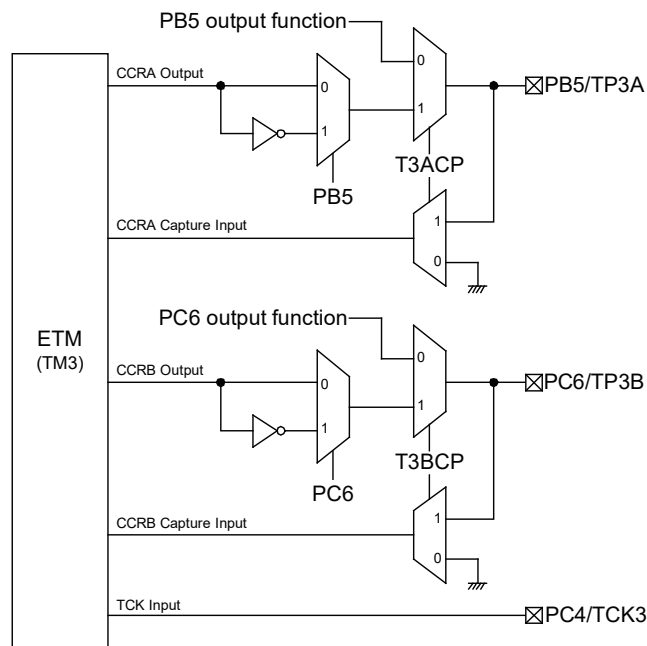 PB5 output function
CCRA Output
0
1
0
1
PB5
T3ACP
PB5/TP3A
CCRA Capture Input
1
0
ETM
(TM3)
PC6 output function
CCRB Output
0
1
0
1
PC6
T3BCP
PC6/TP3B
CCRB Capture Input
1
0
TCK Input
PC4/TCK3